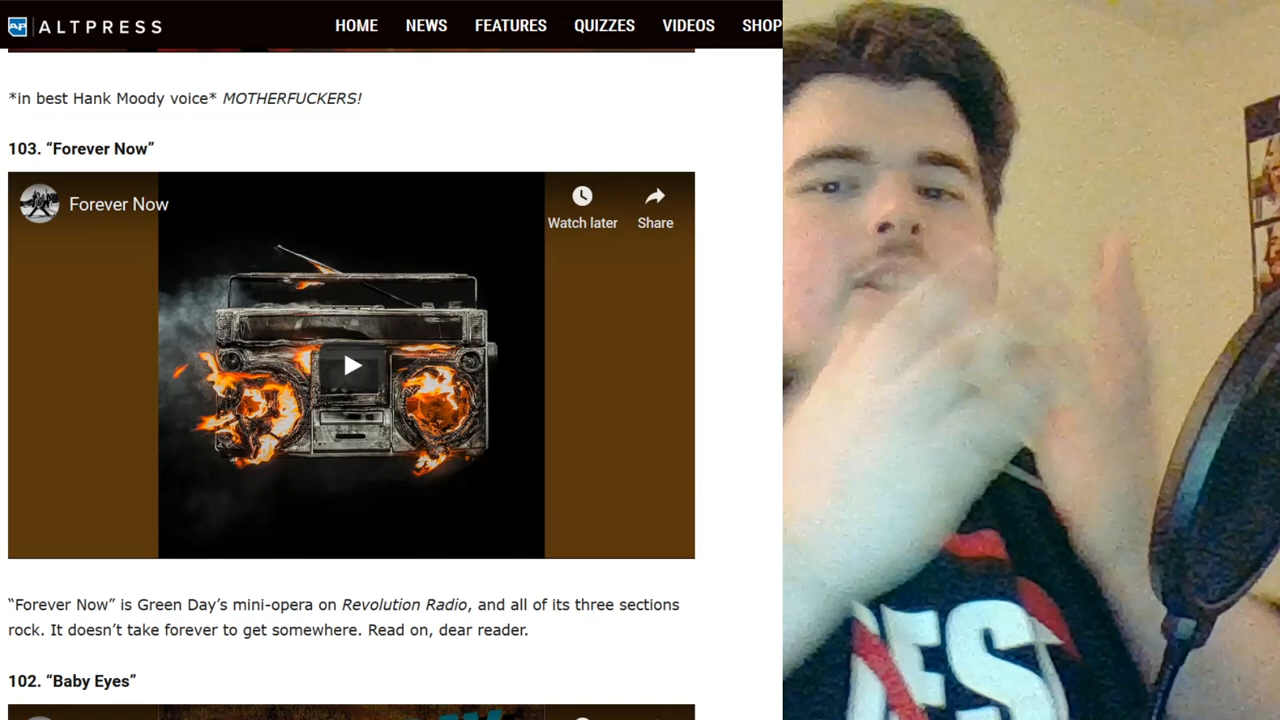 AP ALTPRESS HOME NEWS FEATURES QUIZZES VIDEOS SHOP
*in best Hank Moody voice* MOTHERFUCKERS!
103. “Forever Now”
Forever Now
Watch later Share
“Forever Now” is Green Day’s mini-opera on Revolution Radio, and all of its three sections
rock. It doesn’t take forever to get somewhere. Read on, dear reader.
102. “Baby Eyes”